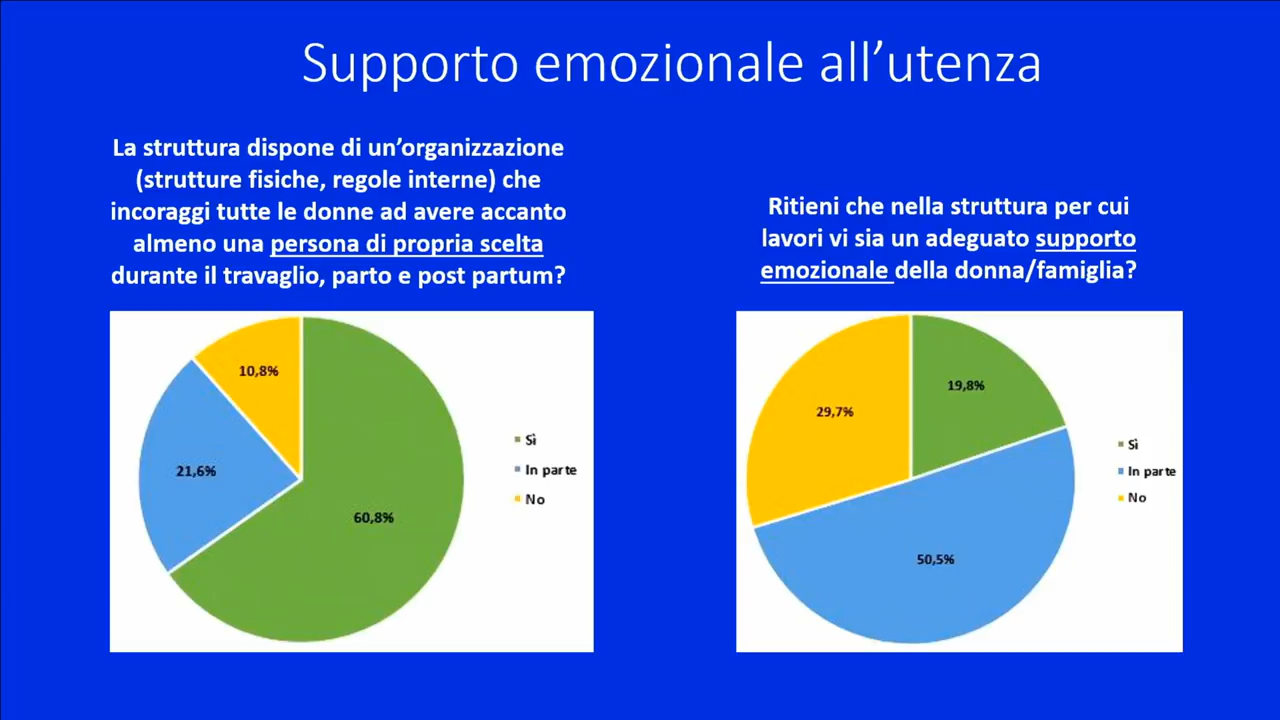 Supporto emozionale all’utenza
La struttura dispone di un’organizzazione
(strutture fisiche, regole interne) che
incoraggi tutte le donne ad avere accanto
almeno una persona di propria scelta
durante il travaglio, parto e post partum?
10,8%
21,6%
60,8%
Sì
In parte
No
Ritieni che nella struttura per cui
lavori vi sia un adeguato supporto
emozionale della donna/famiglia?
29,7%
19,8%
50,5%
Sì
In parte
No